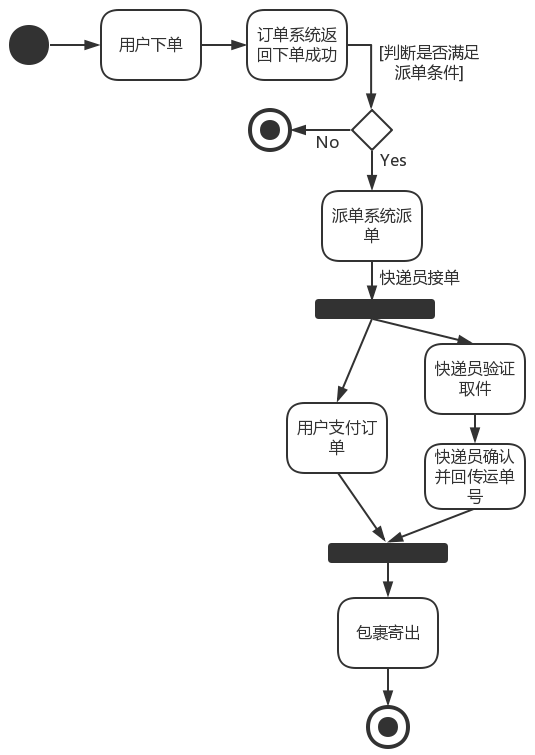 用户下单
订单系统返
回下单成功
[判断是否满足
派单条件]
No
Yes
派单系统派
单
快递员接单
快递员验证
取件
用户支付订
单
快递员确认
并回传运单
号
包裹寄出